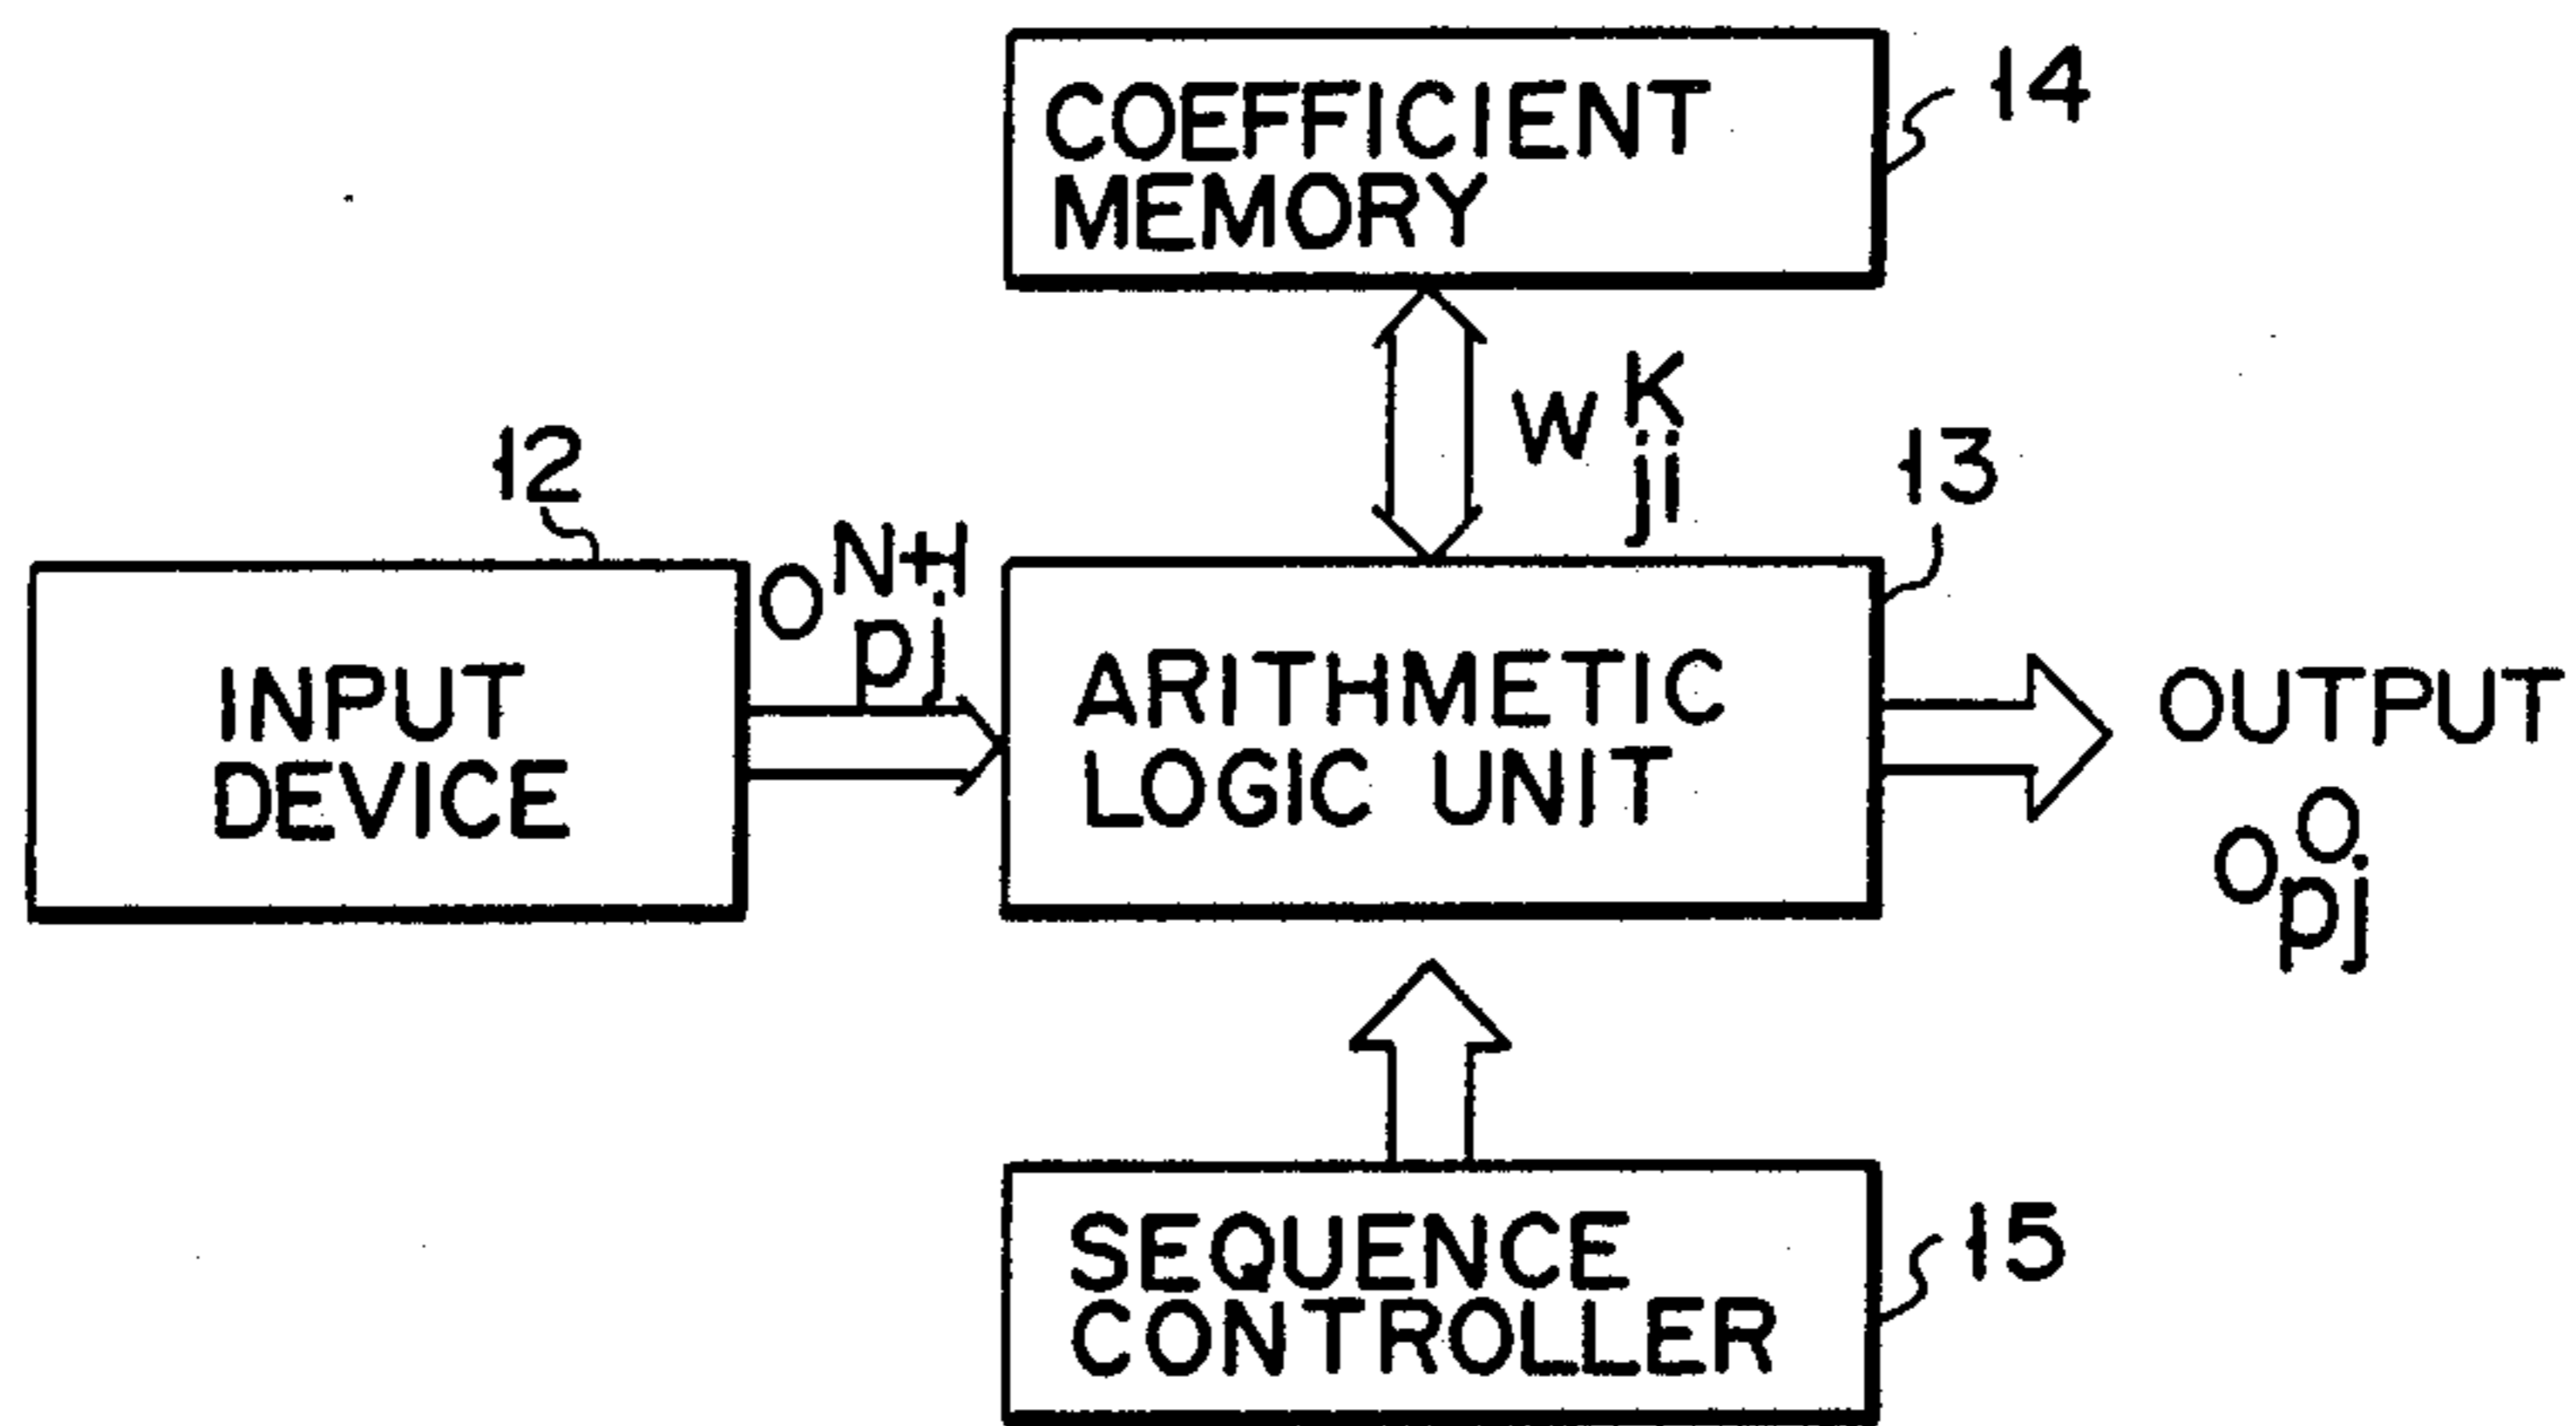 COEFFICIENT
MEMORY
14
W K ji
12
13
O N+1 pj
INPUT
DEVICE
ARITHMETIC
LOGIC UNIT
OUTPUT
O O pj
SEQUENCE
CONTROLLER
15